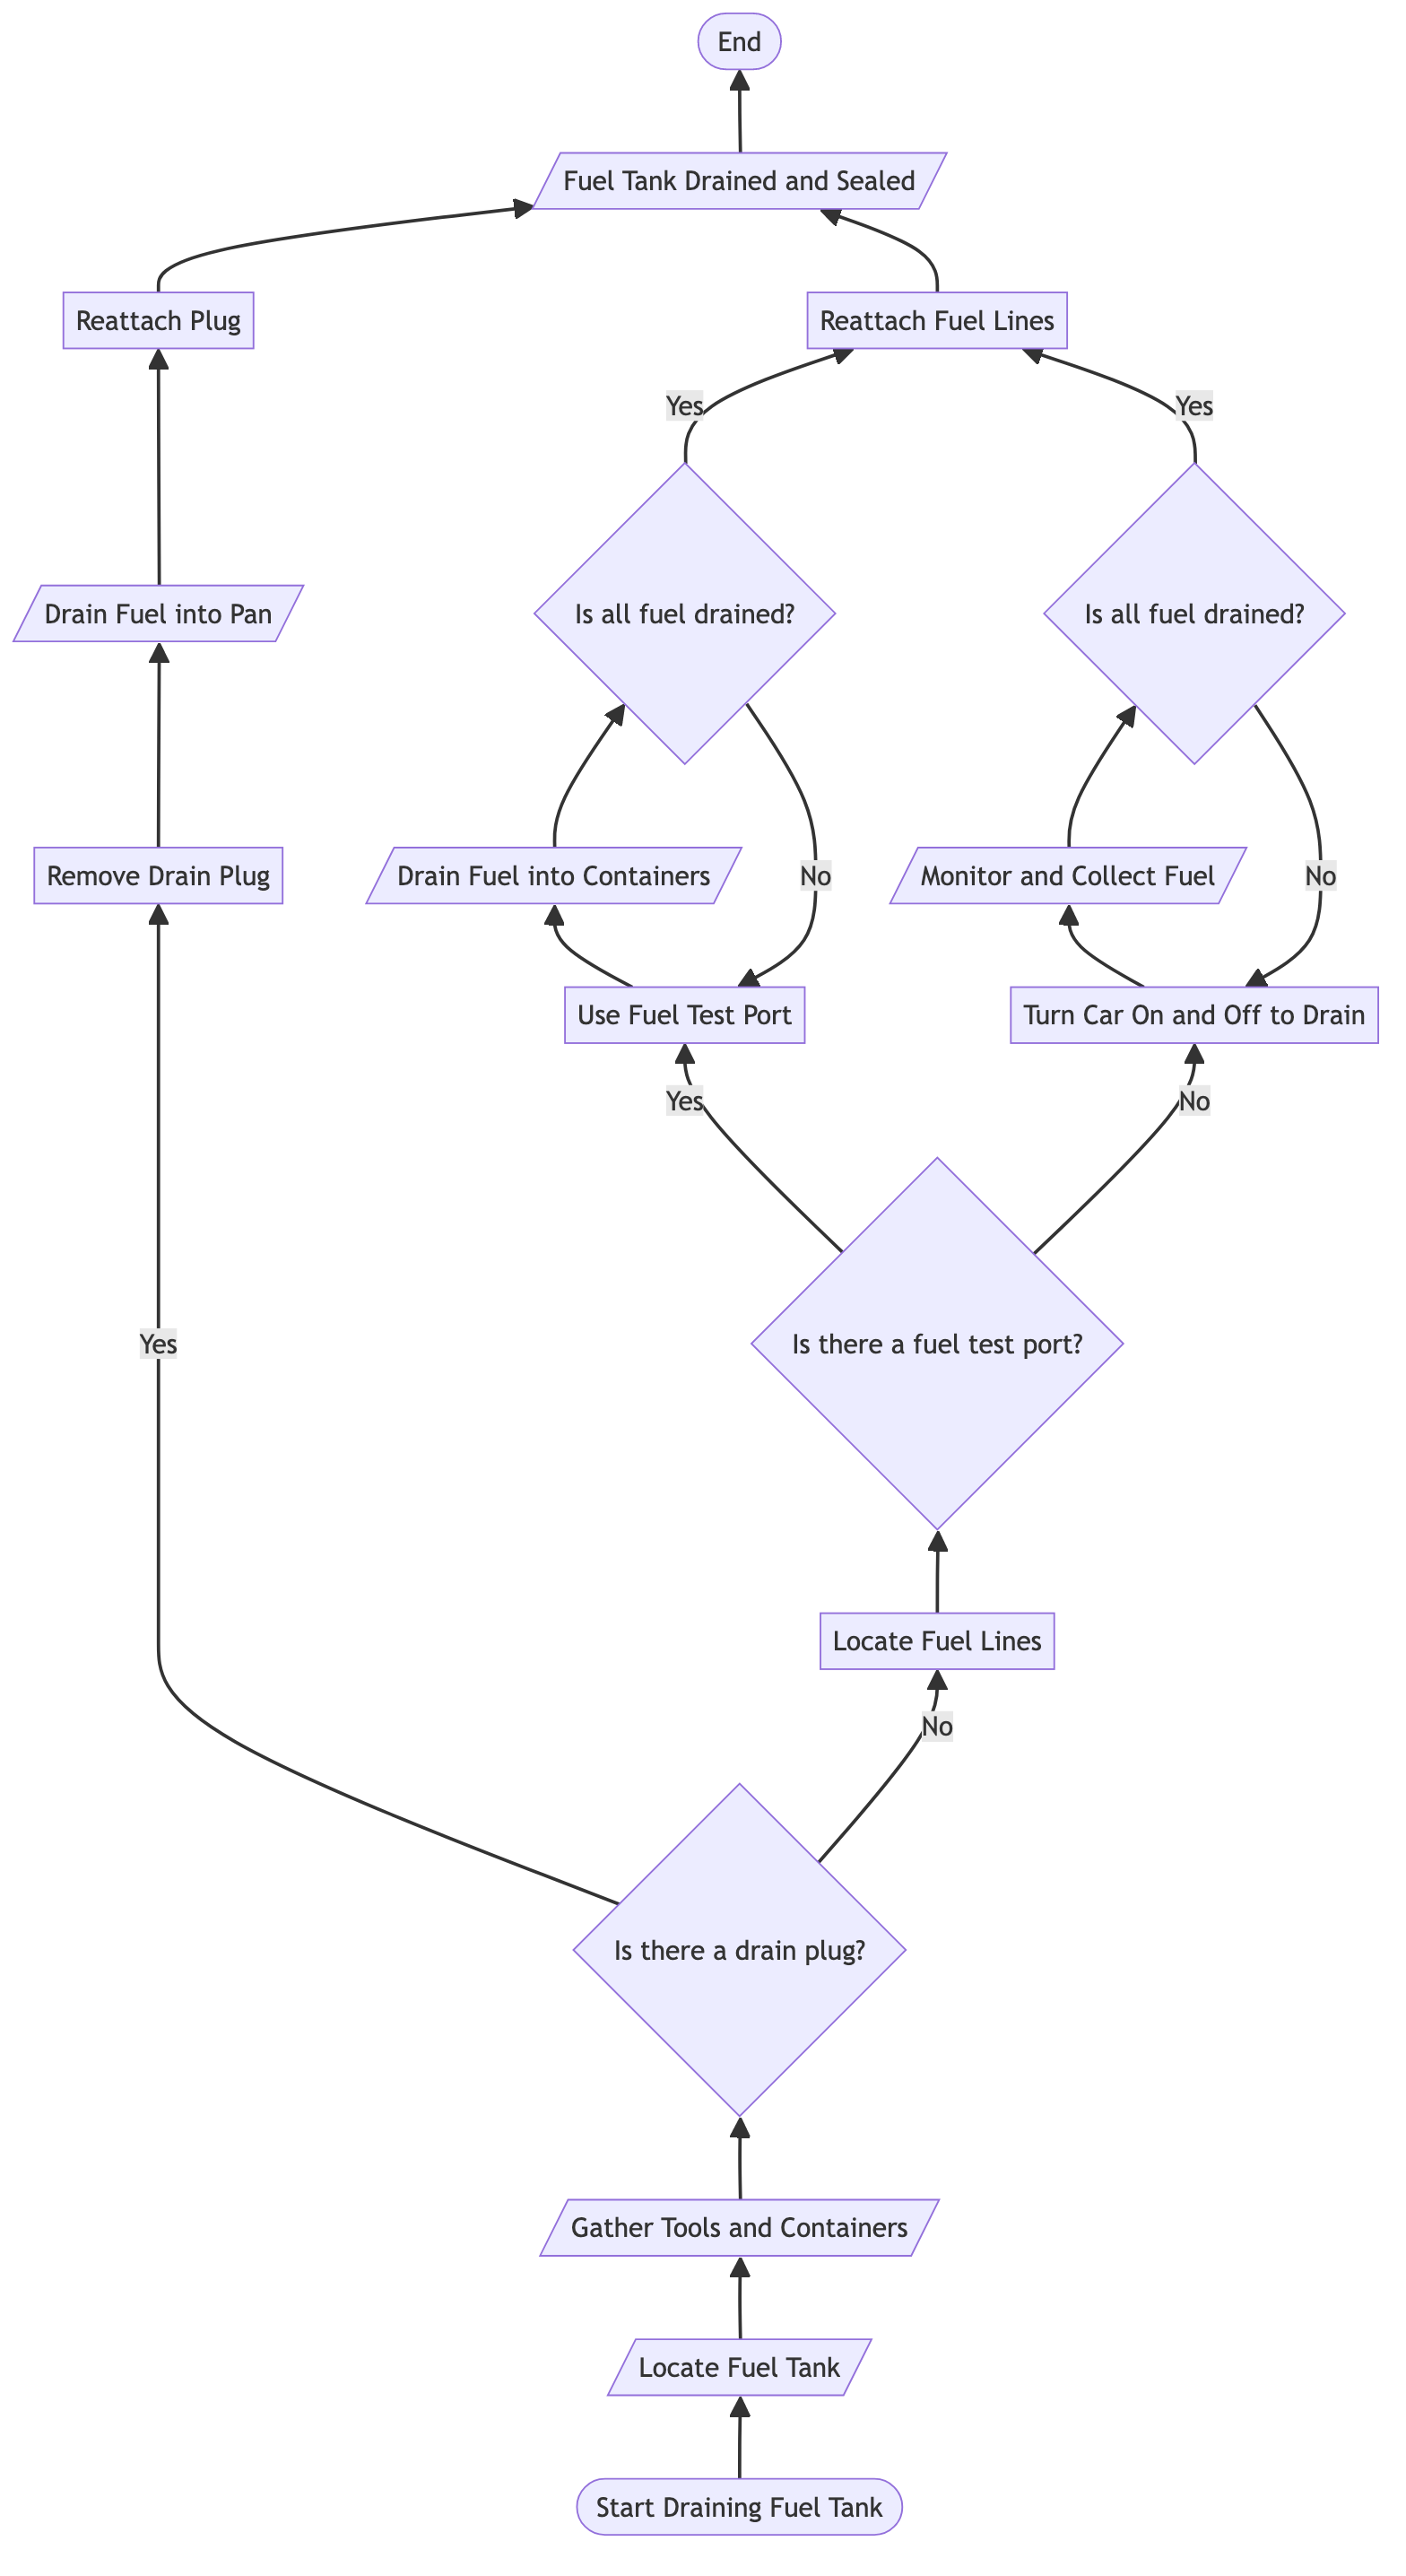 End
Fuel Tank Drained and Sealed
Reattach Plug
Reattach Fuel Lines
Yes
Yes
Drain Fuel into Pan
Is all fuel drained?
Is all fuel drained?
Remove Drain Plug
Drain Fuel into Containers
No
Monitor and Collect Fuel
No
Use Fuel Test Port
Turn Car On and Off to Drain
Yes
No
Yes
Is there a fuel test port?
Locate Fuel Lines
No
Is there a drain plug?
Gather Tools and Containers
Locate Fuel Tank
Start Draining Fuel Tank